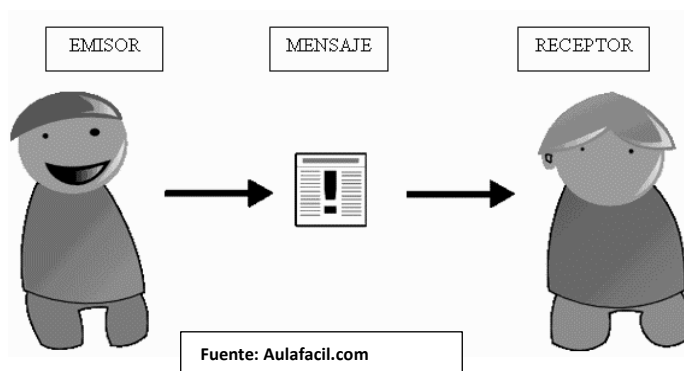 EMISOR
MENSAJE
RECEPTOR
!
Fuente: Aulafacil.com